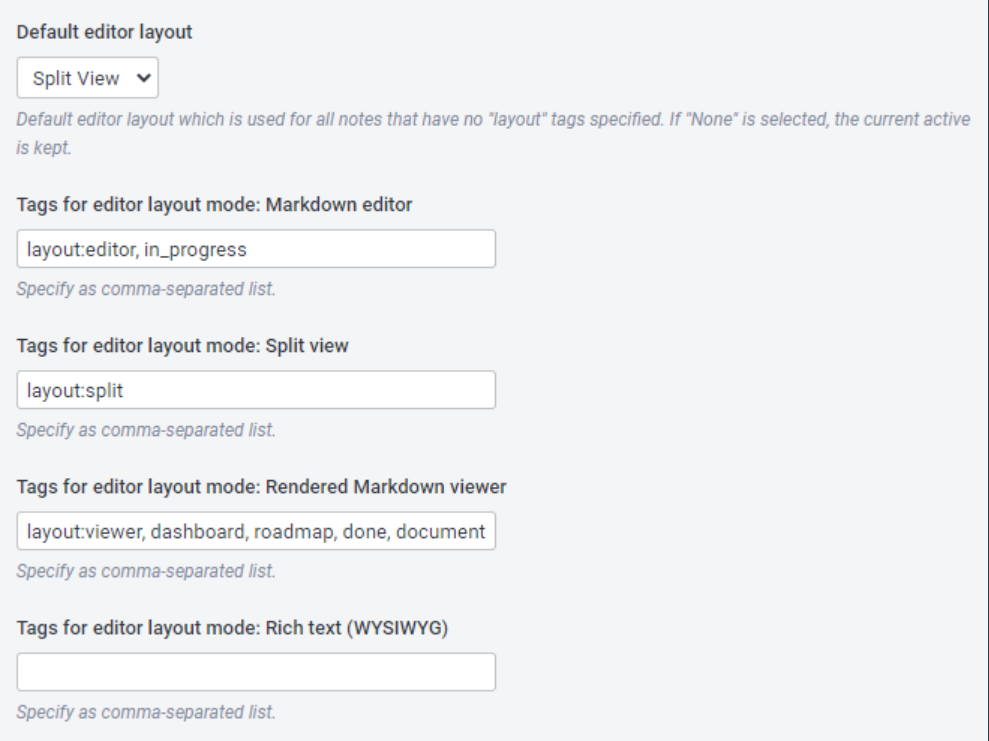 Default editor layout
Split View
Default editor layout which is used for all notes that have no "layout" tags specified. If "None" is selected, the current active
is kept.
Tags for editor layout mode: Markdown editor
layout:editor, in_progress
Specify as comma-separated list.
Tags for editor layout mode: Split view
layout:split
Specify as comma-separated list.
Tags for editor layout mode: Rendered Markdown viewer
layout:viewer, dashboard, roadmap, done, document
Specify as comma-separated list.
Tags for editor layout mode: Rich text (WYSIWYG)
Specify as comma-separated list.